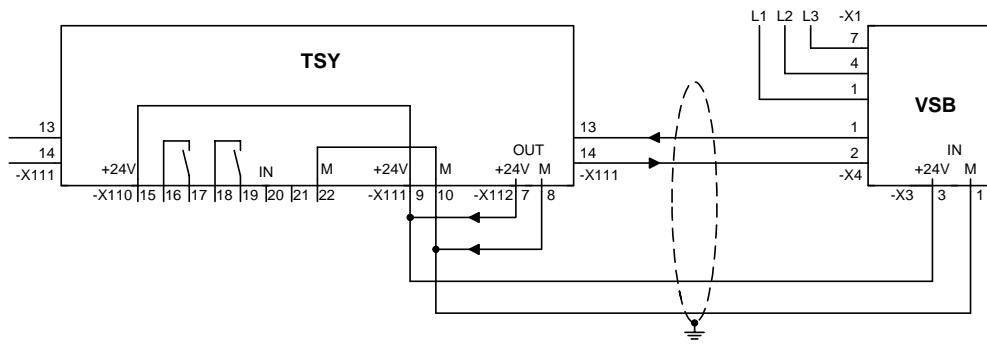 L1 L2 L3 -X1
7
TSY
4
1
VSB
13 13 1
OUT
14 +24V M +24V +24V M 14 2 IN
-X111 IN -X111 -X4 +24V M
-X110 15 16 17 18 19 20 21 22 -X111 9 10 -X112 7 8 -X3 3 1